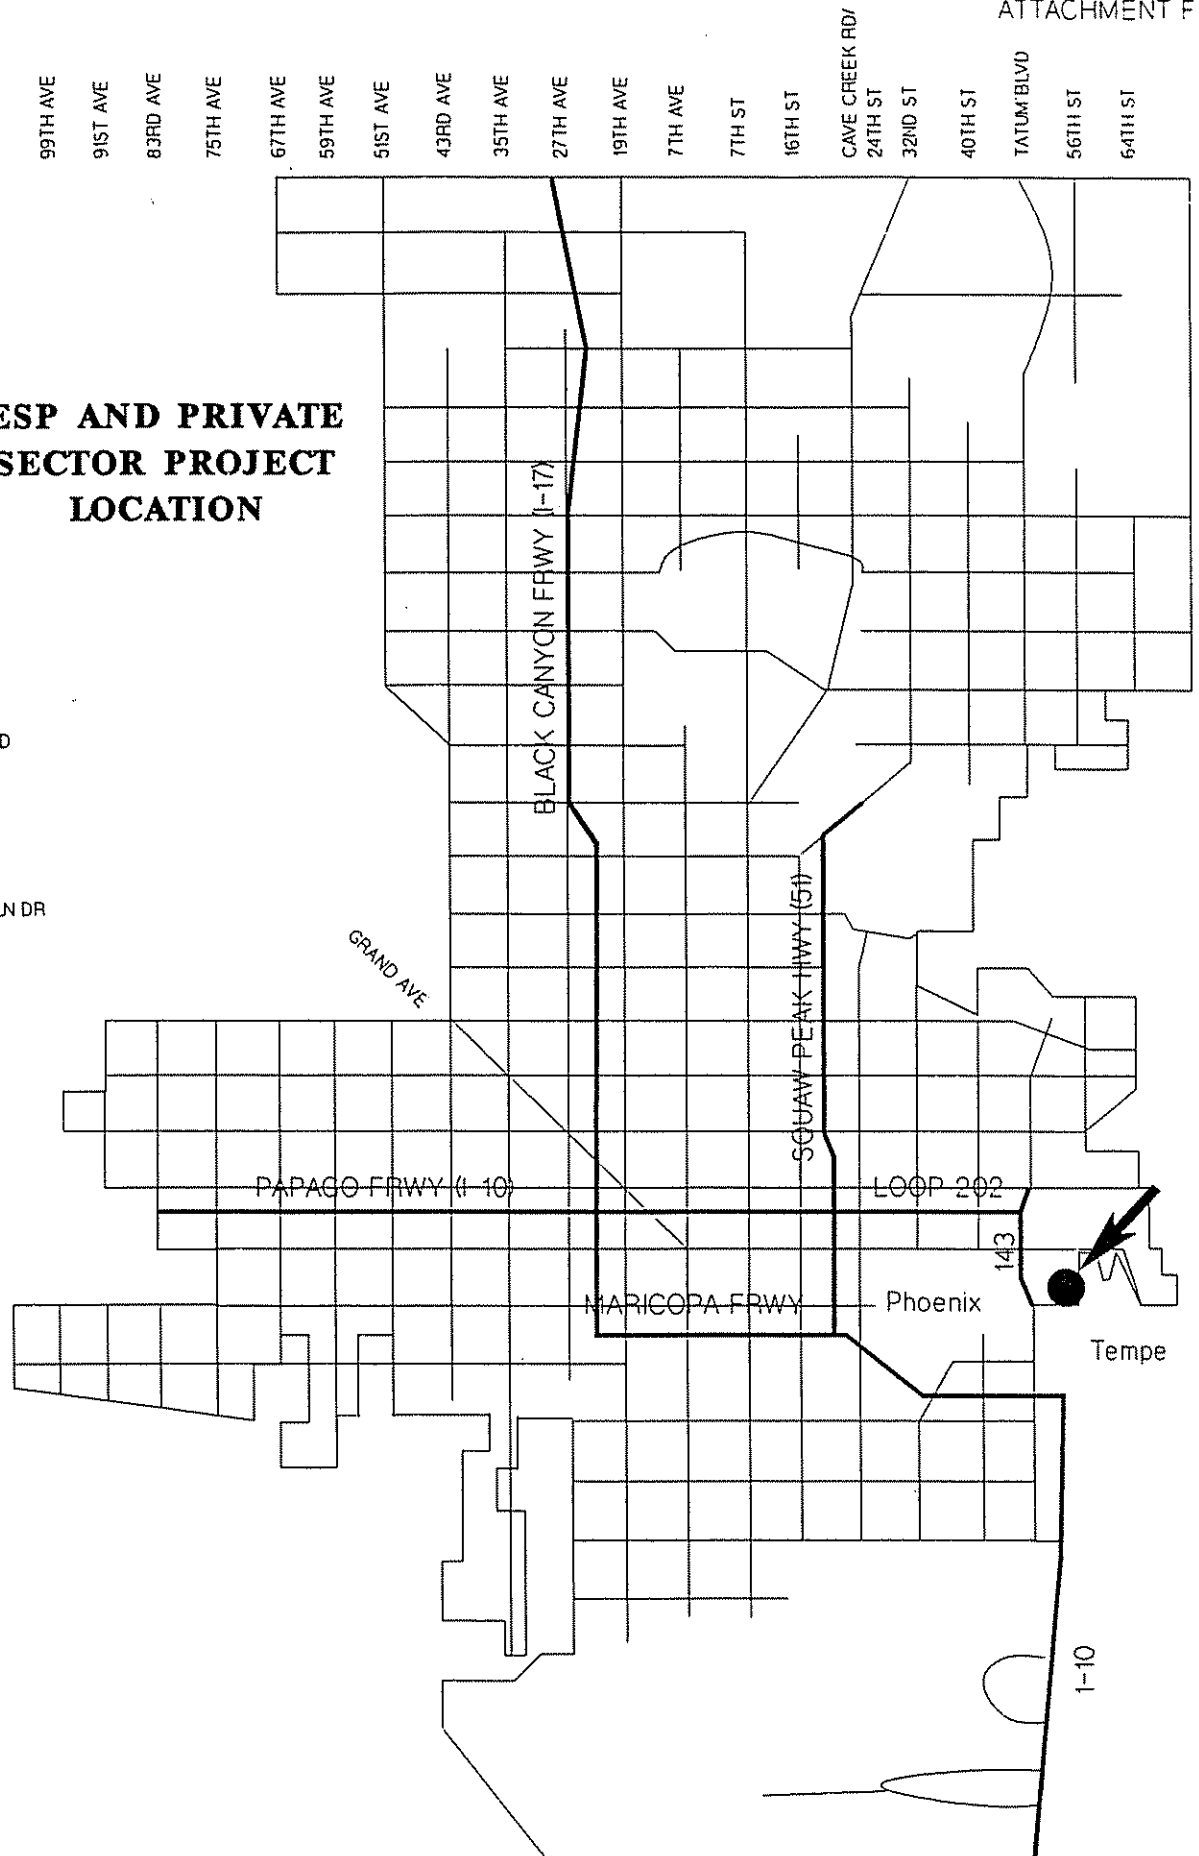 ATTACHMENT F
99TH AVE
91ST AVE
83RD AVE
75TH AVE
67TH AVE
59TH AVE
51ST AVE
43RD AVE
35TH AVE
27TH AVE
19TH AVE
7TH AVE
7TH ST
16TH ST
CAVE CREEK RD/
24TH ST
32ND ST
40TH ST
TATUM BLVD
56TH ST
64TH ST
ESP AND PRIVATE
SECTOR PROJECT
LOCATION
BLACK CANYON FRWY (I-17)
D
LN DR
GRAND AVE
SQUAW PEAK HWY (51)
PAPAGO FRWY (I-10)
LOOP 202
143
MARICOPA FRWY
Phoenix
Tempe
I-10